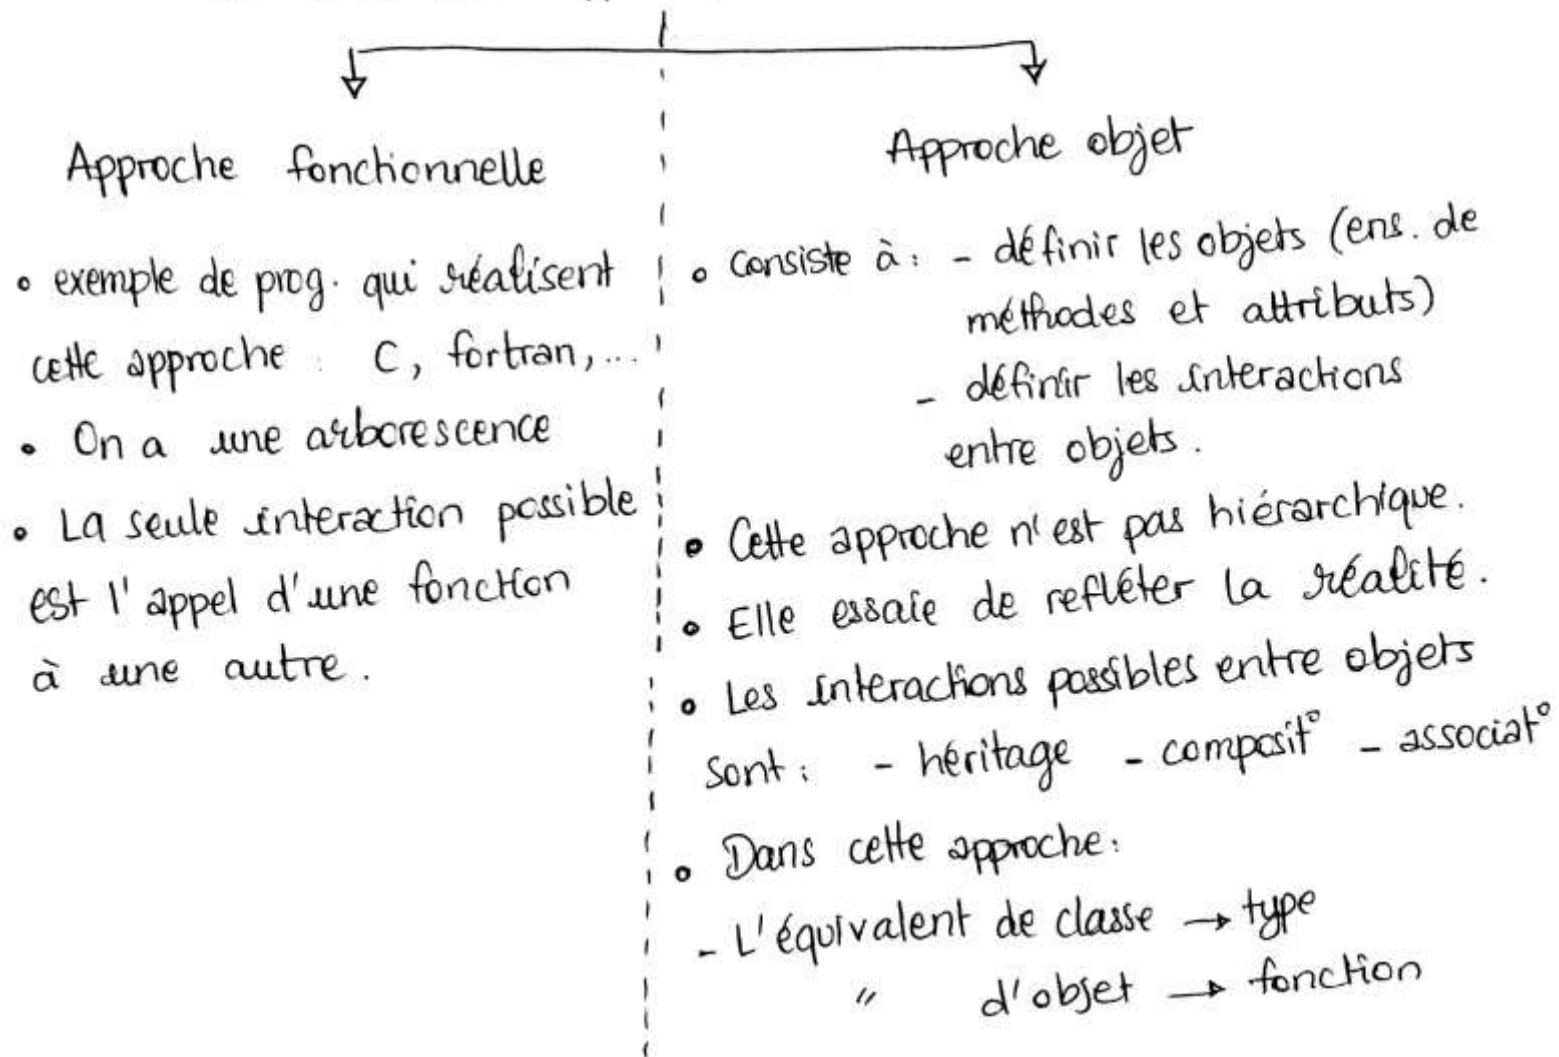 Approche fonctionnelle
• exemple de prog. qui réalisent
cette approche : C, fortran,...
• On a une arborescence
• La seule interaction possible
est l'appel d'une fonction
à une autre.
Approche objet
• Consiste à : - définir les objets (ens. de
méthodes et attributs)
- définir les interactions
entre objets.
• Cette approche n'est pas hiérarchique.
• Elle essaie de refléter la réalité.
• Les interactions possibles entre objets
sont : - héritage - composit° - associat°
• Dans cette approche :
- L'équivalent de classe → type
" d'objet → fonction